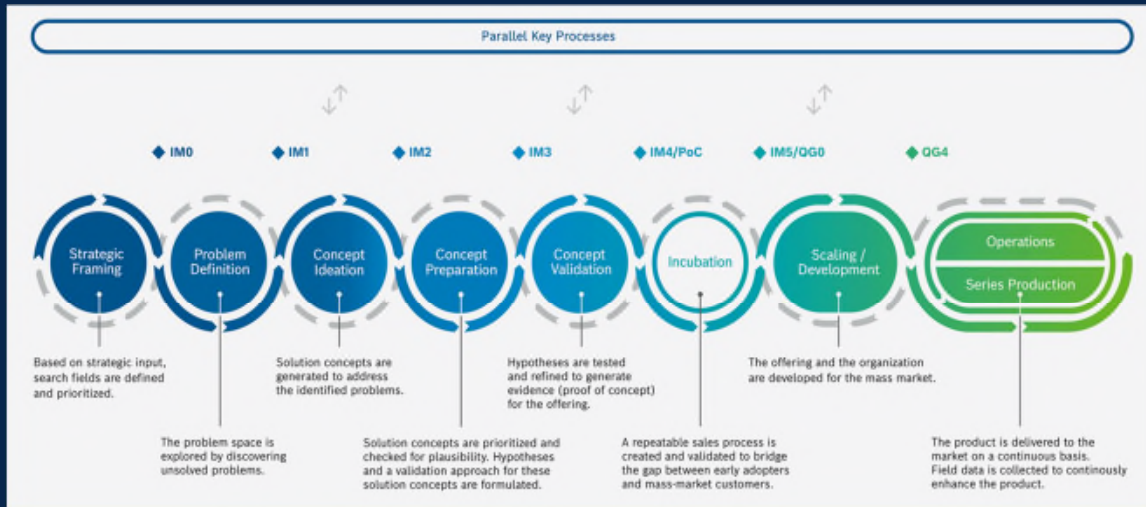 Parallel Key Processes
IM0
IM1
IM2
IM3
IM4/PoC
IM5/QG0
QG4
Strategic
Framing
Problem
Definition
Concept
Ideation
Concept
Preparation
Concept
Validation
Incubation
Scaling /
Development
Operations
Series Production
Based on strategic input,
search fields are defined
and prioritized.
The problem space is
explored by discovering
unsolved problems.
Solution concepts are
generated to address
the identified problems.
Solution concepts are prioritized and
checked for plausibility. Hypotheses
and a validation approach for these
solution concepts are formulated.
Hypotheses are tested
and refined to generate
evidence (proof of concept)
for the offering.
A repeatable sales process is
created and validated to bridge
the gap between early adopters
and mass-market customers.
The offering and the organization
are developed for the mass market.
The product is delivered to the
market on a continuous basis.
Field data is collected to continously
enhance the product.